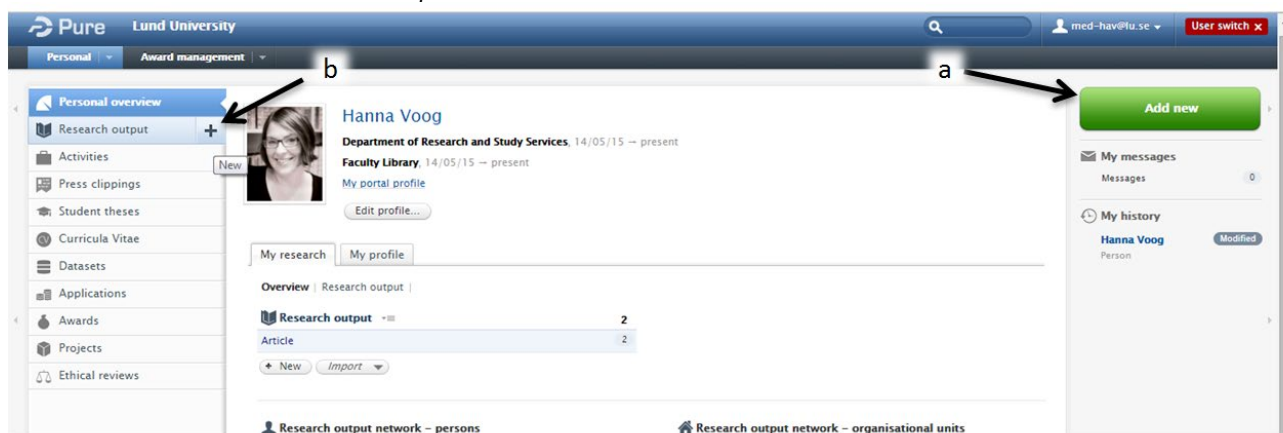 Pure Lund University
med-hav@lu.se
User switch x
Personal
Award management
b
a
Personal overview
Research output
New
Activities
Press clippings
Student theses
Curricula Vitae
Datasets
Applications
Awards
Projects
Ethical reviews
Hanna Voog
Department of Research and Study Services, 14/05/15 → present
Faculty Library, 14/05/15 → present
My portal profile
Edit profile...
My research
My profile
Overview | Research output |
Research output 2
Article 2
+ New
Import
Research output network – persons
Research output network – organisational units
Add new
My messages
Messages 0
My history
Hanna Voog Modified
Person